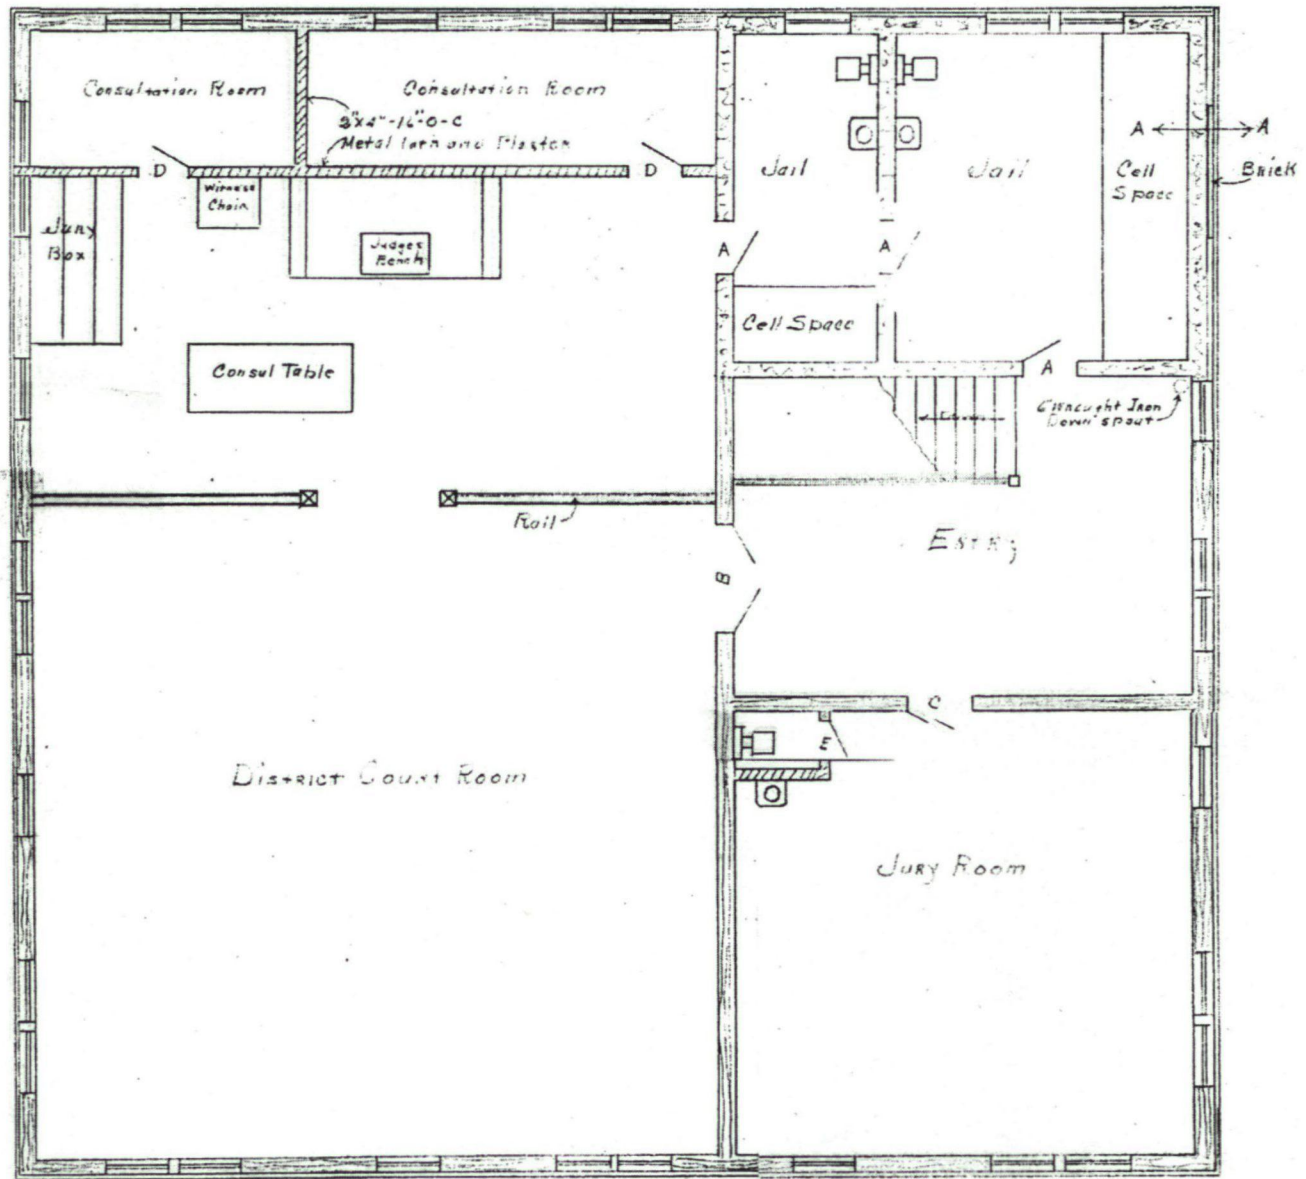 Consultation Room
Consultation Room
2"x4"-16"-O-C
Metal lath and Plaster
D
D
Witness
Chair
Jury
Box
Judges
Bench
Consul Table
Jail
Jail
A
A
Cell
Space
A
A
Brick
Cell Space
A
Wrought Iron
Down spout
Rail
Entry
B
C
E
District Court Room
Jury Room